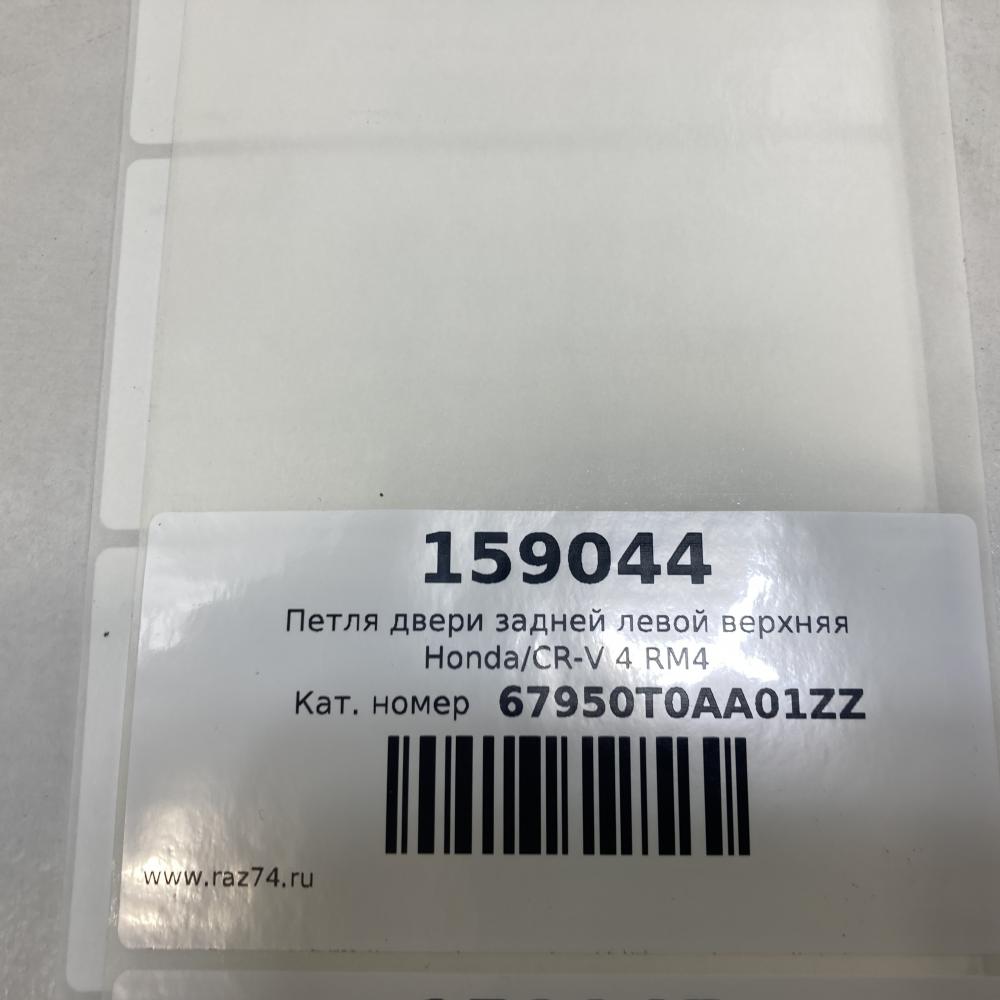 159044
Петля двери задней левой верхняя
Honda/CR-V 4 RM4
Кат. номер 67950T0AA01ZZ
www.raz74.ru